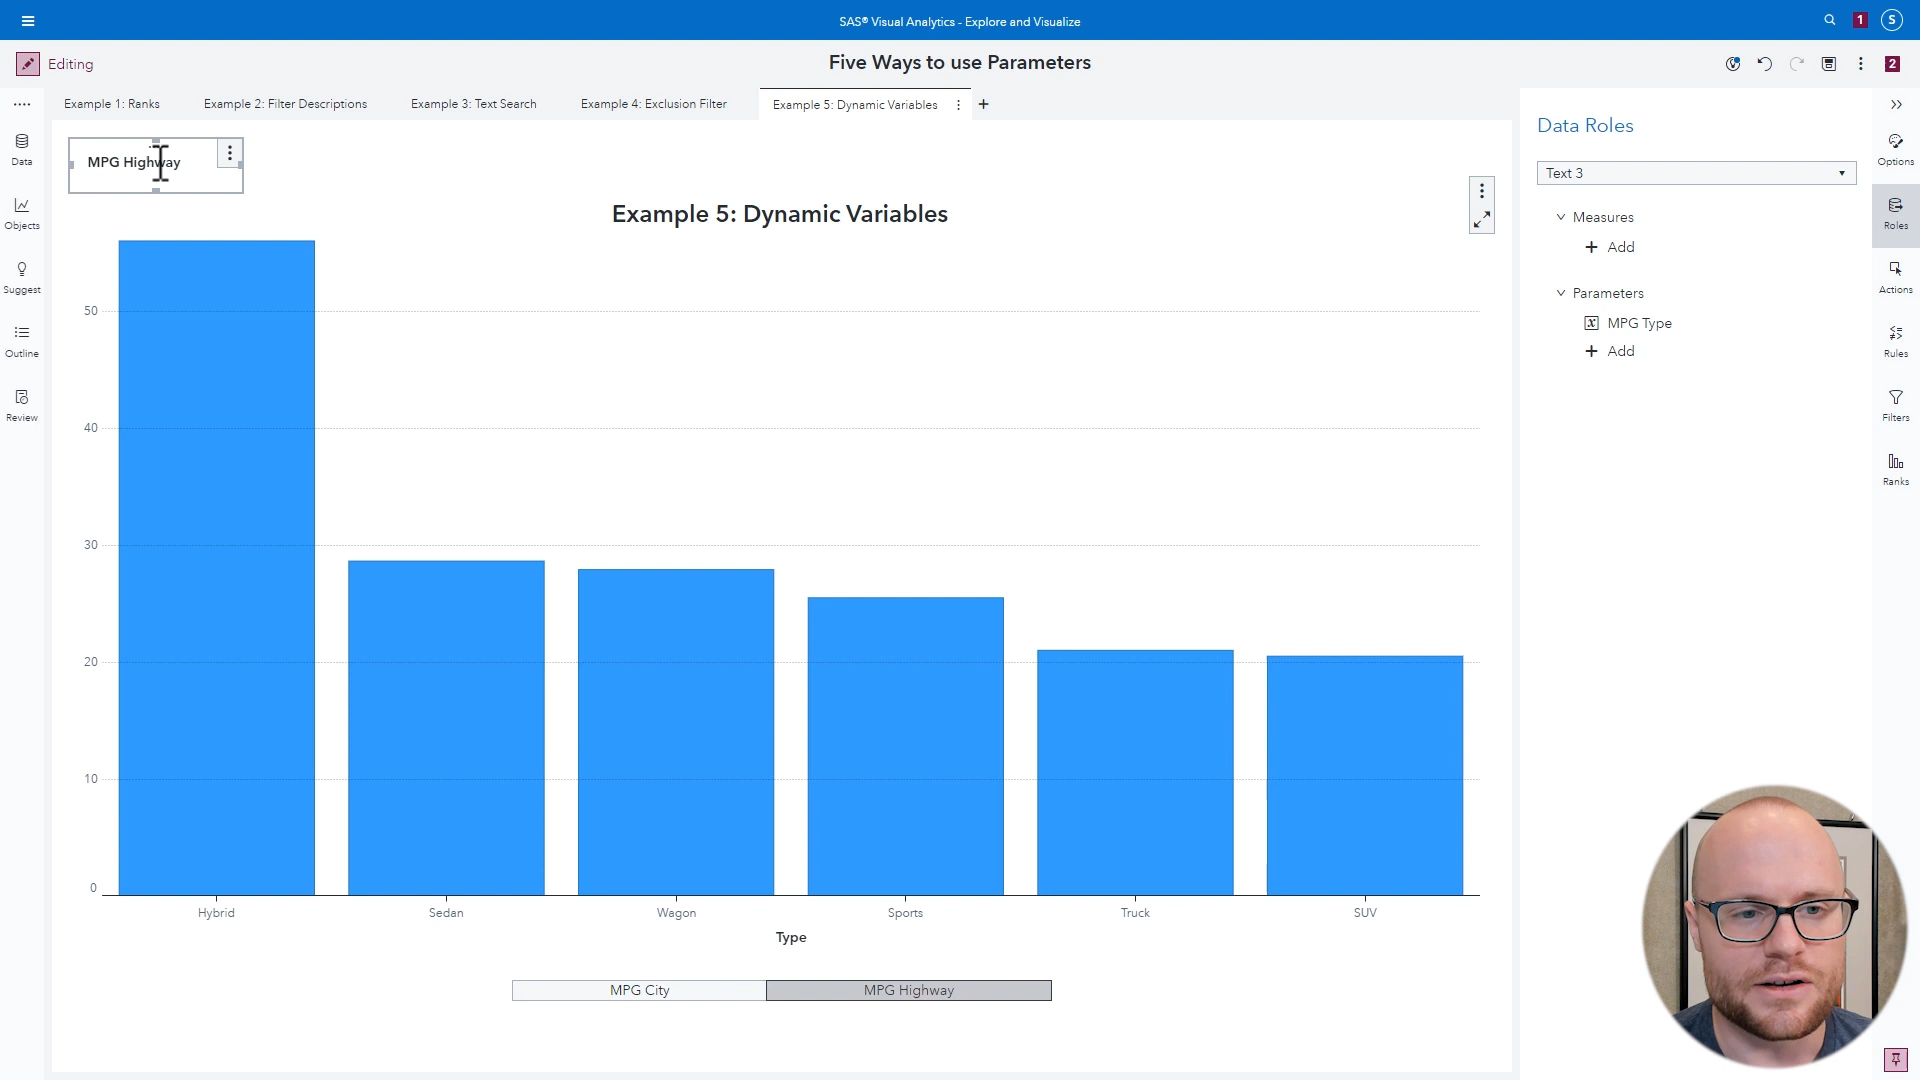 SAS® Visual Analytics - Explore and Visualize
1
S
Editing
Five Ways to use Parameters
2
Example 1: Ranks
Example 2: Filter Descriptions
Example 3: Text Search
Example 4: Exclusion Filter
Example 5: Dynamic Variables
Data
Objects
Suggest
Outline
Review
MPG Highway
Example 5: Dynamic Variables
50
40
30
20
10
0
Hybrid
Sedan
Wagon
Sports
Truck
SUV
Type
MPG City
MPG Highway
Data Roles
Text 3
Measures
Add
Parameters
MPG Type
Add
Options
Roles
Actions
Rules
Filters
Ranks